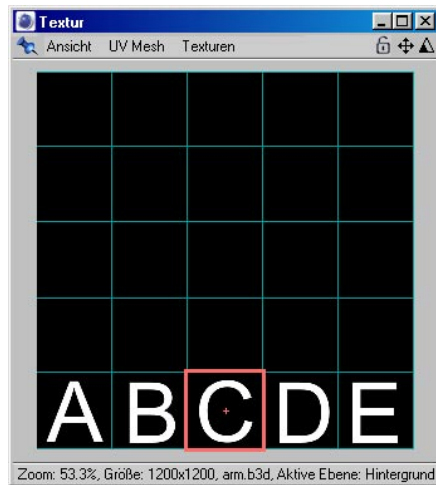 Textur
Ansicht UV Mesh Texturen
A B C D E
Zoom: 53.3%, Größe: 1200x1200, arm.b3d, Aktive Ebene: Hintergrund